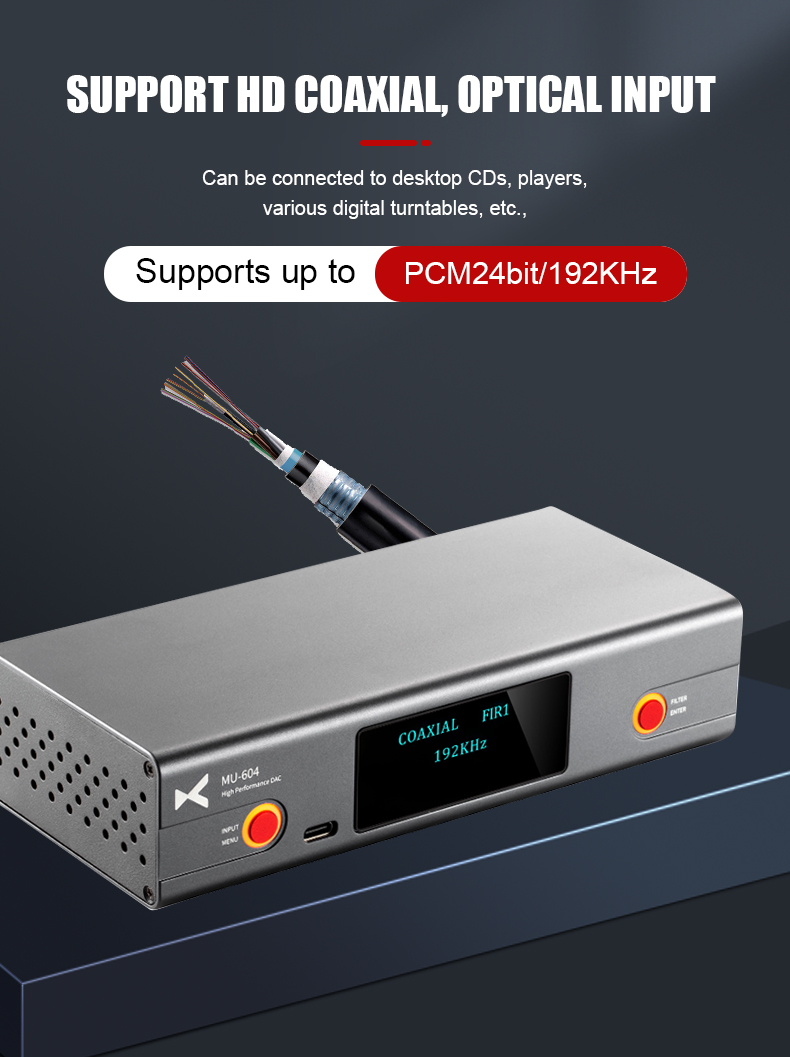 SUPPORT HD COAXIAL, OPTICAL INPUT
Can be connected to desktop CDs, players,
various digital turntables, etc.,
Supports up to PCM24bit/192KHz
COAXIAL FIR1
192KHz
FILTER
ENTER
MU-604
High Performance DAC
INPUT
MENU